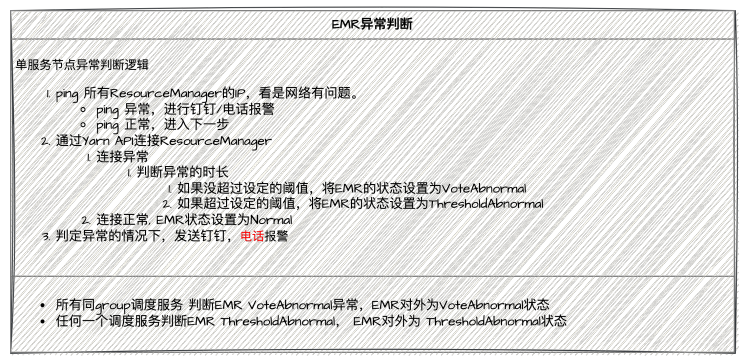 EMR异常判断
单服务节点异常判断逻辑
1. ping 所有ResourceManager的IP，看是网络有问题。
○ ping 异常，进行钉钉/电话报警
○ ping 正常，进入下一步
2. 通过Yarn API连接ResourceManager
1. 连接异常
1. 判断异常的时长
1. 如果没超过设定的阈值，将EMR的状态设置为VoteAbnormal
2. 如果超过设定的阈值，将EMR的状态设置为ThresholdAbnormal
2. 连接正常, EMR状态设置为Normal
3. 判定异常的情况下，发送钉钉，电话报警
• 所有同group调度服务 判断EMR VoteAbnormal异常，EMR对外为VoteAbnormal状态
• 任何一个调度服务判断EMR ThresholdAbnormal， EMR对外为 ThresholdAbnormal状态